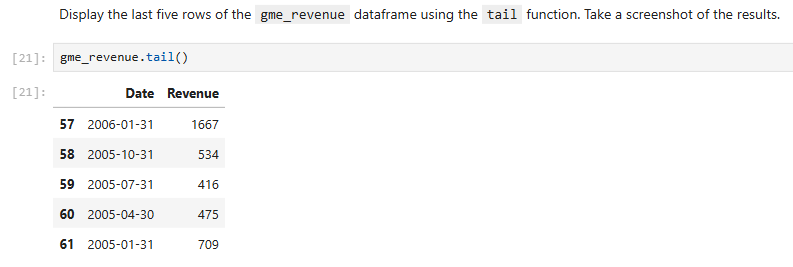 Display the last five rows of the gme_revenue dataframe using the tail function. Take a screenshot of the results.
[21]: gme_revenue.tail()
[21]: Date Revenue
57 2006-01-31 1667
58 2005-10-31 534
59 2005-07-31 416
60 2005-04-30 475
61 2005-01-31 709